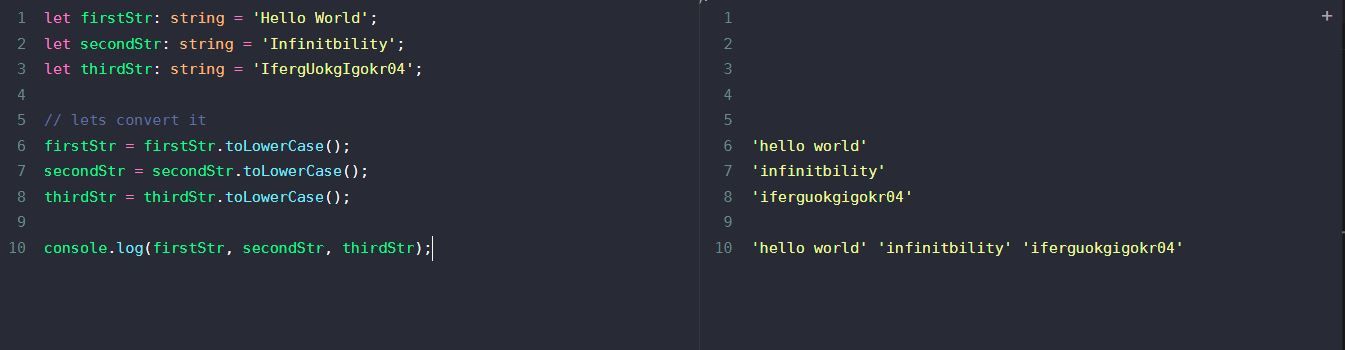 1 let firstStr: string = 'Hello World';
2 let secondStr: string = 'Infinitbility';
3 let thirdStr: string = 'IfergUokgIgokr04';
4
5 // lets convert it
6 firstStr = firstStr.toLowerCase();
7 secondStr = secondStr.toLowerCase();
8 thirdStr = thirdStr.toLowerCase();
9
10 console.log(firstStr, secondStr, thirdStr);
1
2
3
4
5
6 'hello world'
7 'infinitbility'
8 'iferguokgigokr04'
9
10 'hello world' 'infinitbility' 'iferguokgigokr04'